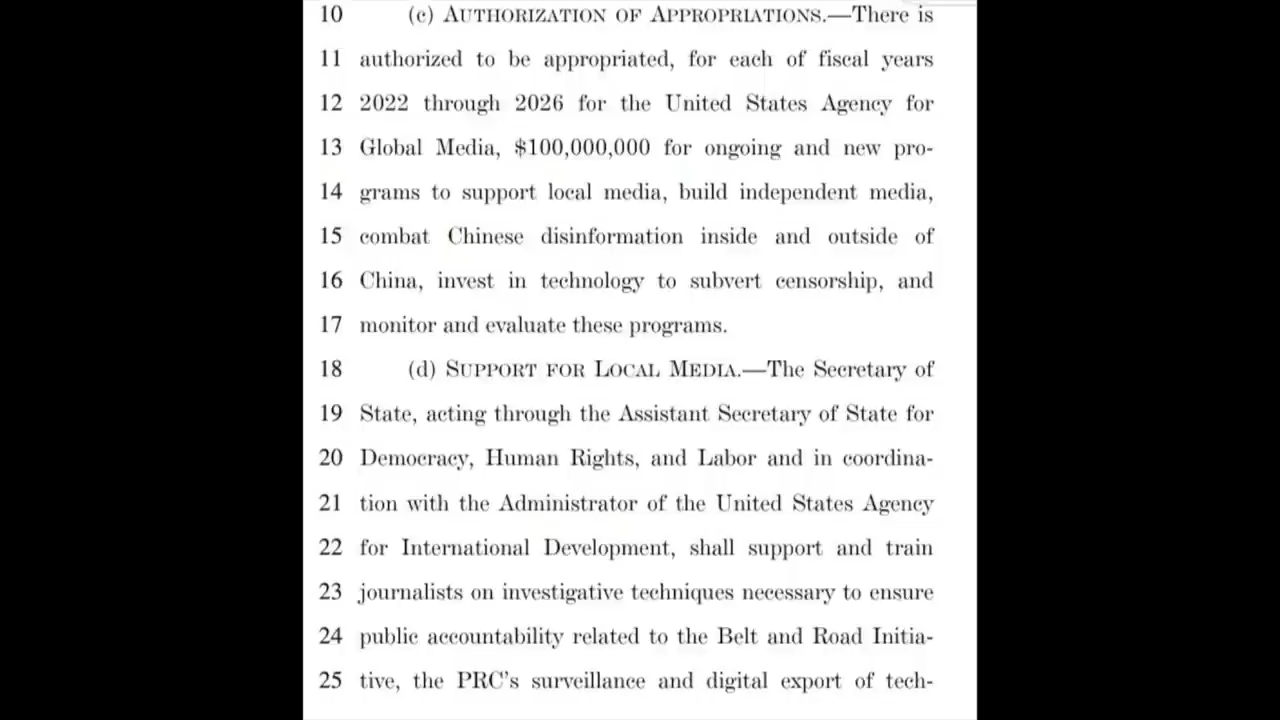 10 (c) AUTHORIZATION OF APPROPRIATIONS.—There is
11 authorized to be appropriated, for each of fiscal years
12 2022 through 2026 for the United States Agency for
13 Global Media, $100,000,000 for ongoing and new pro-
14 grams to support local media, build independent media,
15 combat Chinese disinformation inside and outside of
16 China, invest in technology to subvert censorship, and
17 monitor and evaluate these programs.
18 (d) SUPPORT FOR LOCAL MEDIA.—The Secretary of
19 State, acting through the Assistant Secretary of State for
20 Democracy, Human Rights, and Labor and in coordina-
21 tion with the Administrator of the United States Agency
22 for International Development, shall support and train
23 journalists on investigative techniques necessary to ensure
24 public accountability related to the Belt and Road Initia-
25 tive, the PRC's surveillance and digital export of tech-